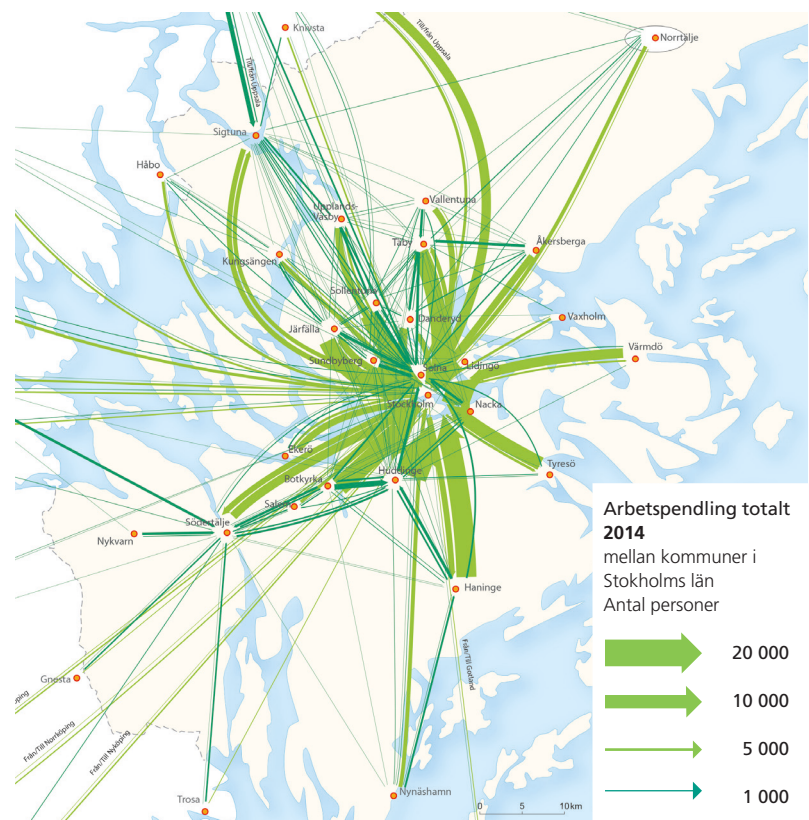 Knivsta
Till/från Uppsala
Till/från Uppsala
Norrtälje
Sigtuna
Håbo
Vallentuna
Upplands-
Väsby
Täby
Åkersberga
Kungsängen
Sollentuna
Danderyd
Vaxholm
Järfälla
Värmdö
Sundbyberg
Lidingö
Solna
Stockholm
Nacka
Ekerö
Huddinge
Tyresö
Botkyrka
Salem
Södertälje
Nykvarn
Haninge
Från/Till Gotland
Gnesta
Från/Till Norrköping
Från/Till Nyköping
Trosa
Nynäshamn
0 5 10km
Arbetspendling totalt
2014
mellan kommuner i
Stokholms län
Antal personer
20 000
10 000
5 000
1 000